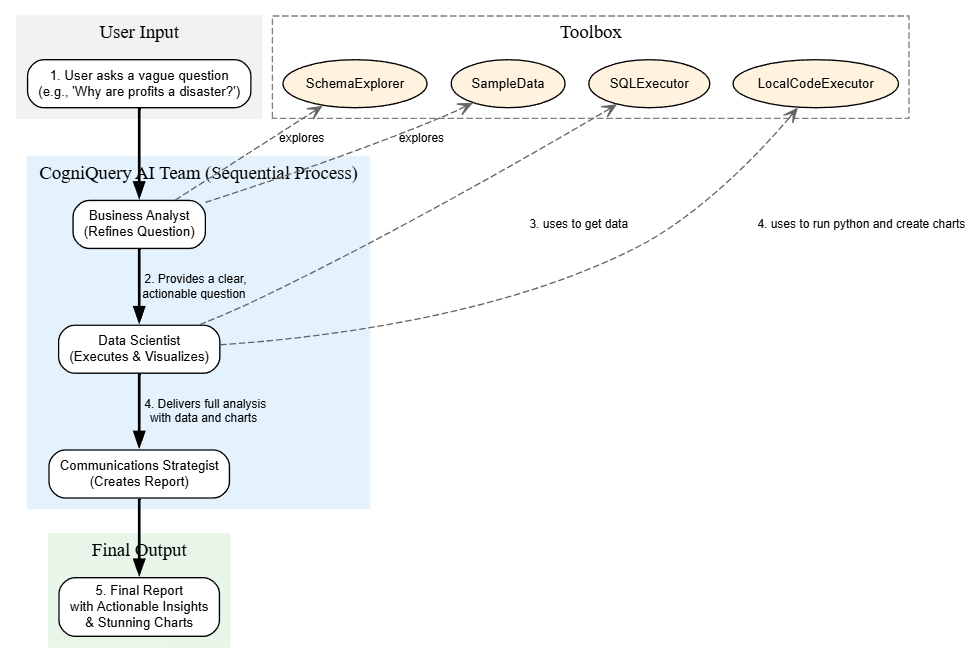 User Input
1. User asks a vague question
(e.g., 'Why are profits a disaster?')
Toolbox
SchemaExplorer
SampleData
SQLExecutor
LocalCodeExecutor
explores
explores
CogniQuery AI Team (Sequential Process)
Business Analyst
(Refines Question)
3. uses to get data
4. uses to run python and create charts
2. Provides a clear,
actionable question
Data Scientist
(Executes & Visualizes)
4. Delivers full analysis
with data and charts
Communications Strategist
(Creates Report)
Final Output
5. Final Report
with Actionable Insights
& Stunning Charts